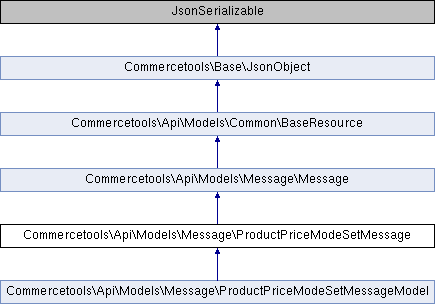 JsonSerializable
Commercetools\Base\JsonObject
Commercetools\Api\Models\Common\BaseResource
Commercetools\Api\Models\Message\Message
Commercetools\Api\Models\Message\ProductPriceModeSetMessage
Commercetools\Api\Models\Message\ProductPriceModeSetMessageModel